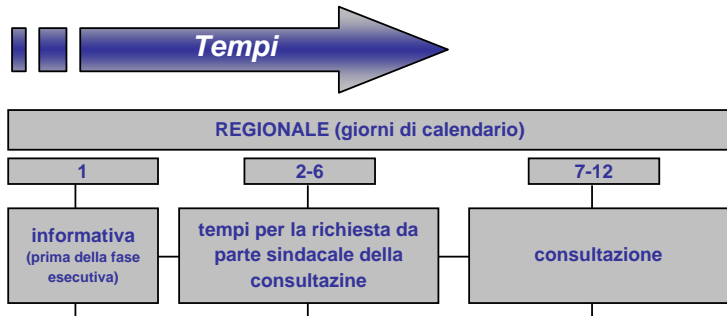 Tempi
REGIONALE (giorni di calendario)
1
2-6
7-12
informativa
(prima della fase
esecutiva)
tempi per la richiesta da
parte sindacale della
consultazine
consultazione